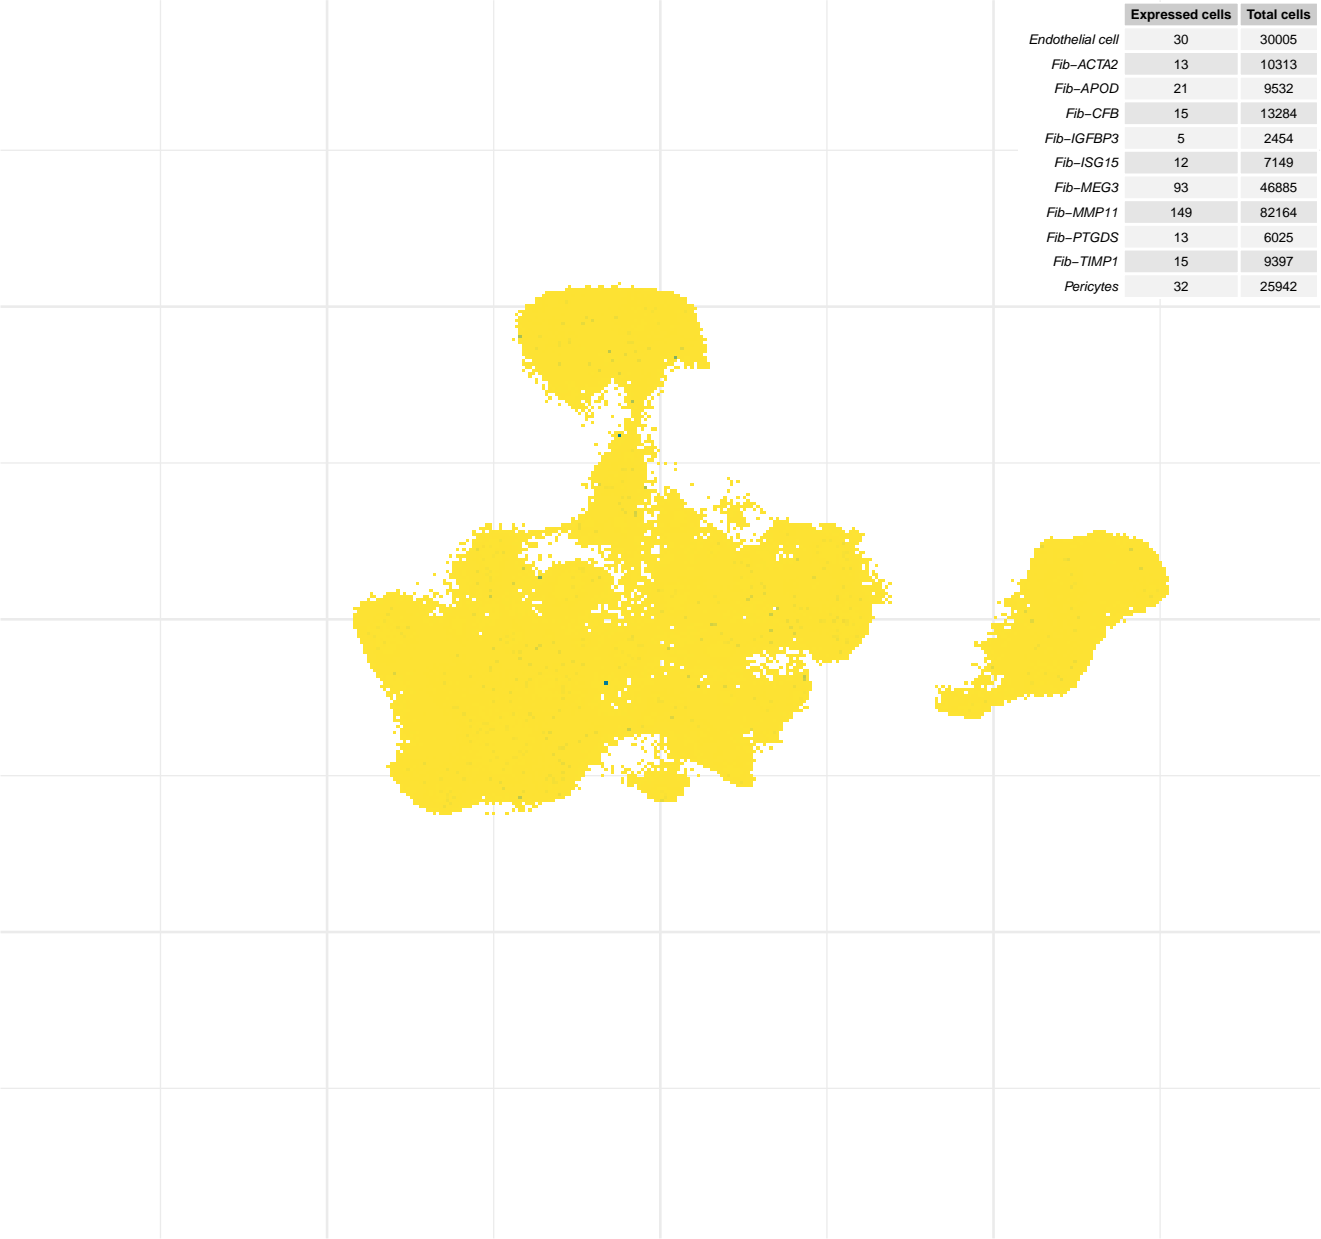 Expressed cells Total cells
Endothelial cell 30 30005
Fib−ACTA2 13 10313
Fib−APOD 21 9532
Fib−CFB 15 13284
Fib−IGFBP3 5 2454
Fib−ISG15 12 7149
Fib−MEG3 93 46885
Fib−MMP11 149 82164
Fib−PTGDS 13 6025
Fib−TIMP1 15 9397
Pericytes 32 25942